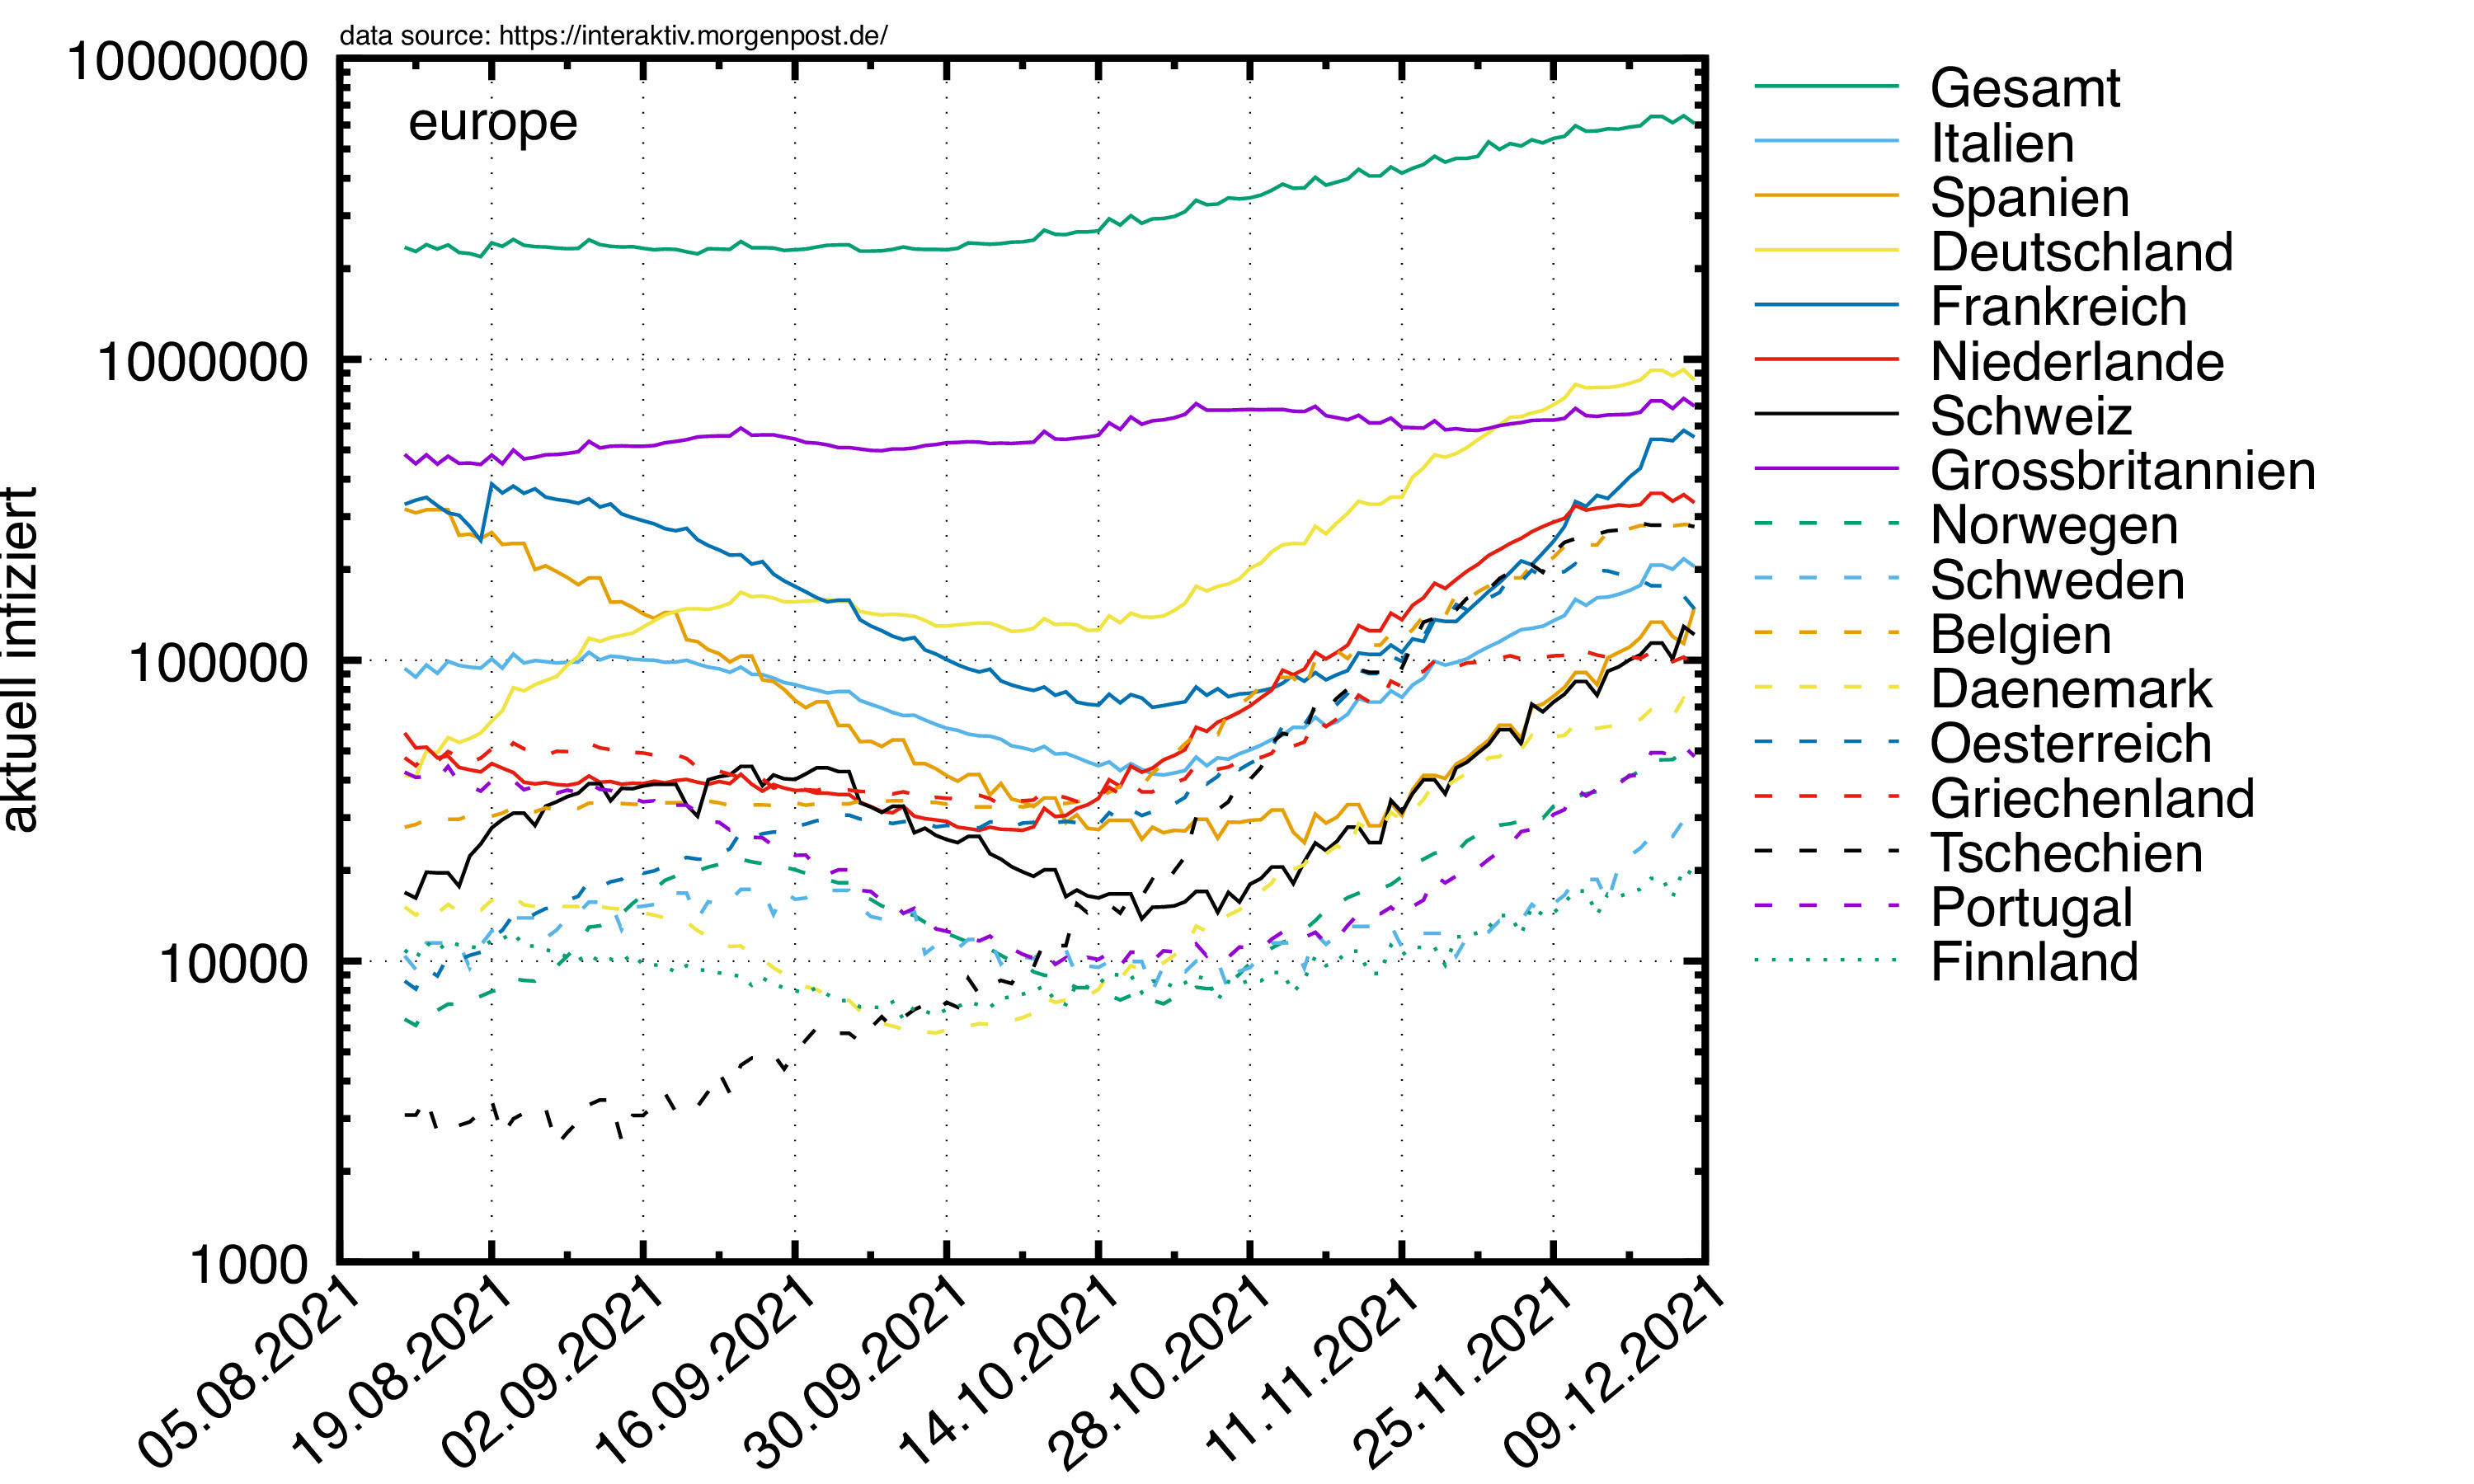 data source: https://interaktiv.morgenpost.de/
europe
aktuell infiziert
10000000
1000000
100000
10000
1000
05.08.2021
19.08.2021
02.09.2021
16.09.2021
30.09.2021
14.10.2021
28.10.2021
11.11.2021
25.11.2021
09.12.2021
Gesamt
Italien
Spanien
Deutschland
Frankreich
Niederlande
Schweiz
Grossbritannien
Norwegen
Schweden
Belgien
Daenemark
Oesterreich
Griechenland
Tschechien
Portugal
Finnland